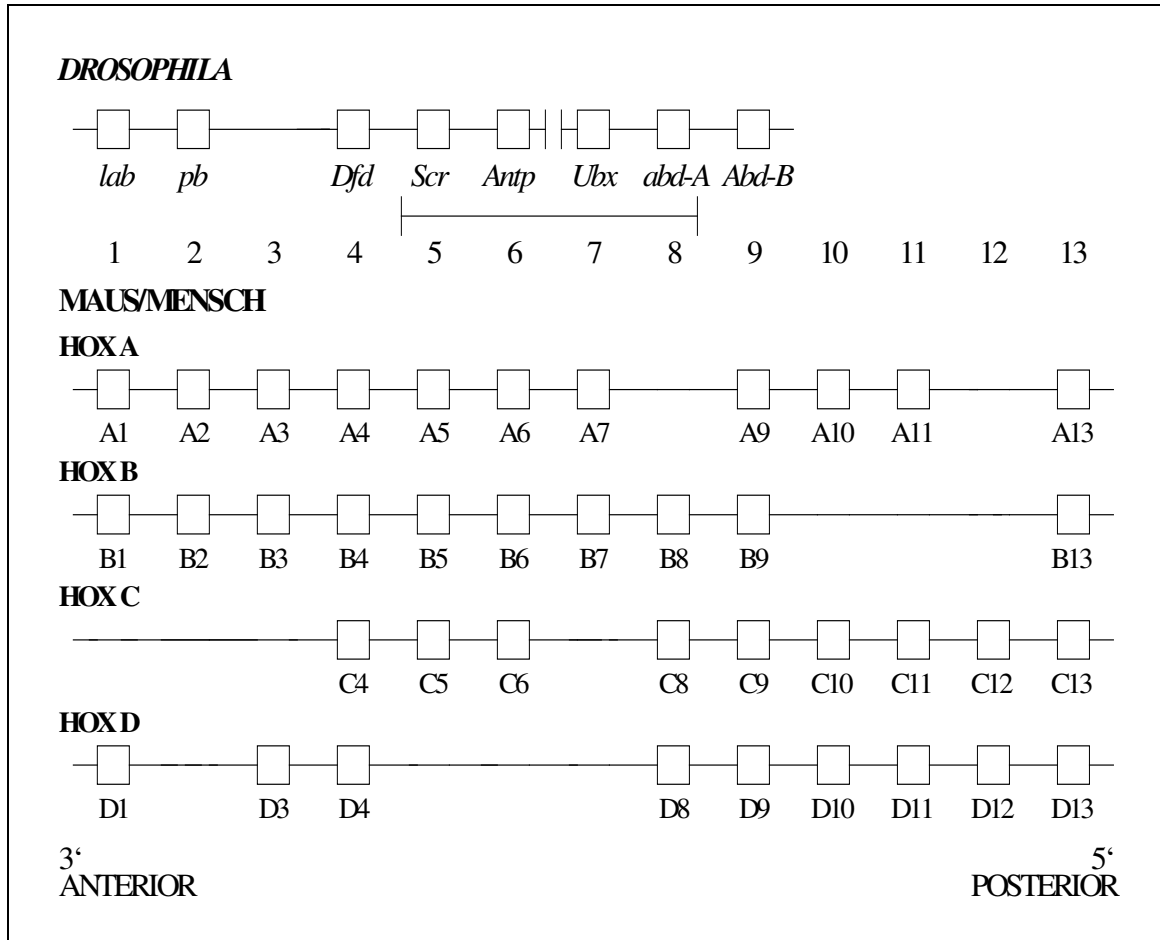 DROSOPHILA
lab pb Dfd Scr Antp Ubx abd-A Abd-B
1 2 3 4 5 6 7 8 9 10 11 12 13
MAUS/MENSCH
HOX A
A1 A2 A3 A4 A5 A6 A7 A9 A10 A11 A13
HOX B
B1 B2 B3 B4 B5 B6 B7 B8 B9 B13
HOX C
C4 C5 C6 C8 C9 C10 C11 C12 C13
HOX D
D1 D3 D4 D8 D9 D10 D11 D12 D13
3‘ 5‘
ANTERIOR POSTERIOR